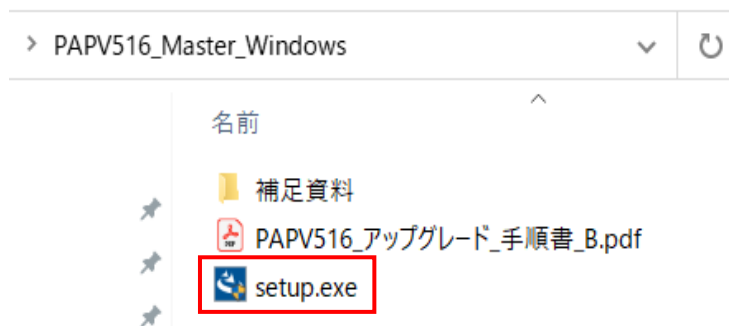 PAPV516_Master_Windows
名前
補足資料
PAPV516_アップグレード_手順書_B.pdf
setup.exe